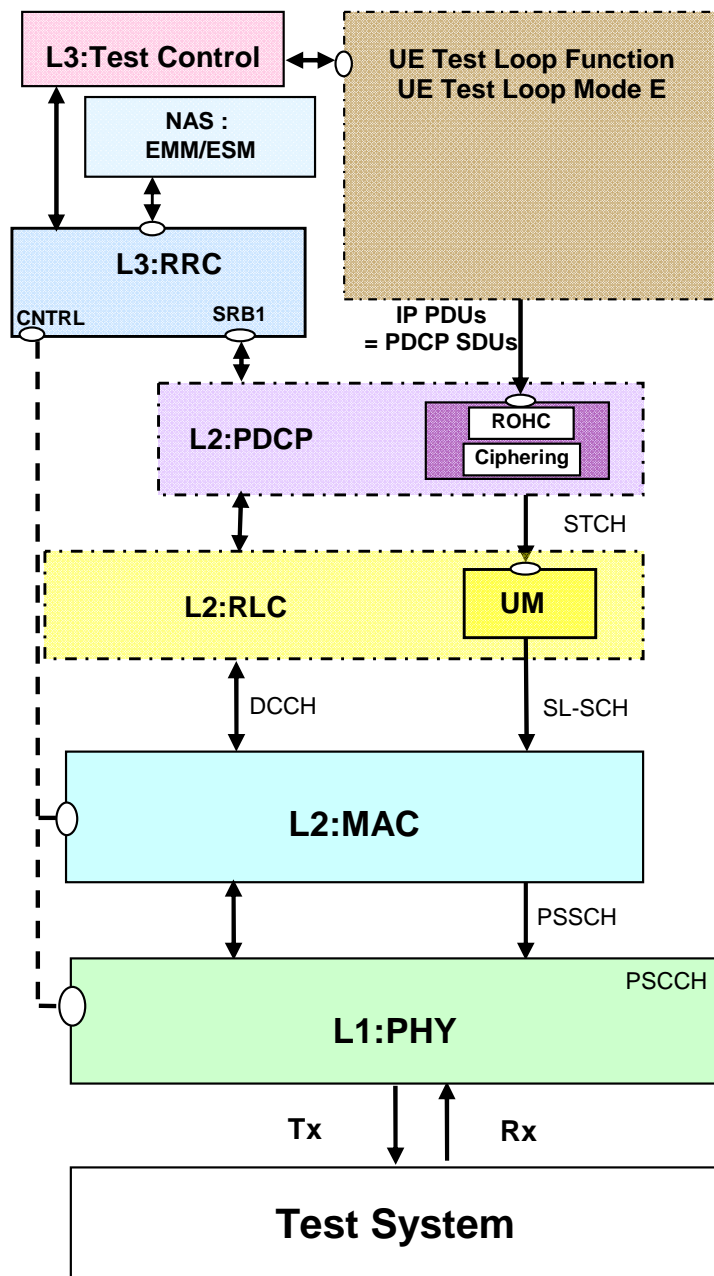 L3:Test Control
UE Test Loop Function
UE Test Loop Mode E
NAS :
EMM/ESM
L3:RRC
CNTRL
SRB1
IP PDUs
= PDCP SDUs
L2:PDCP
ROHC
Ciphering
STCH
L2:RLC
UM
DCCH
SL-SCH
L2:MAC
PSSCH
PSCCH
L1:PHY
Tx
Rx
Test System